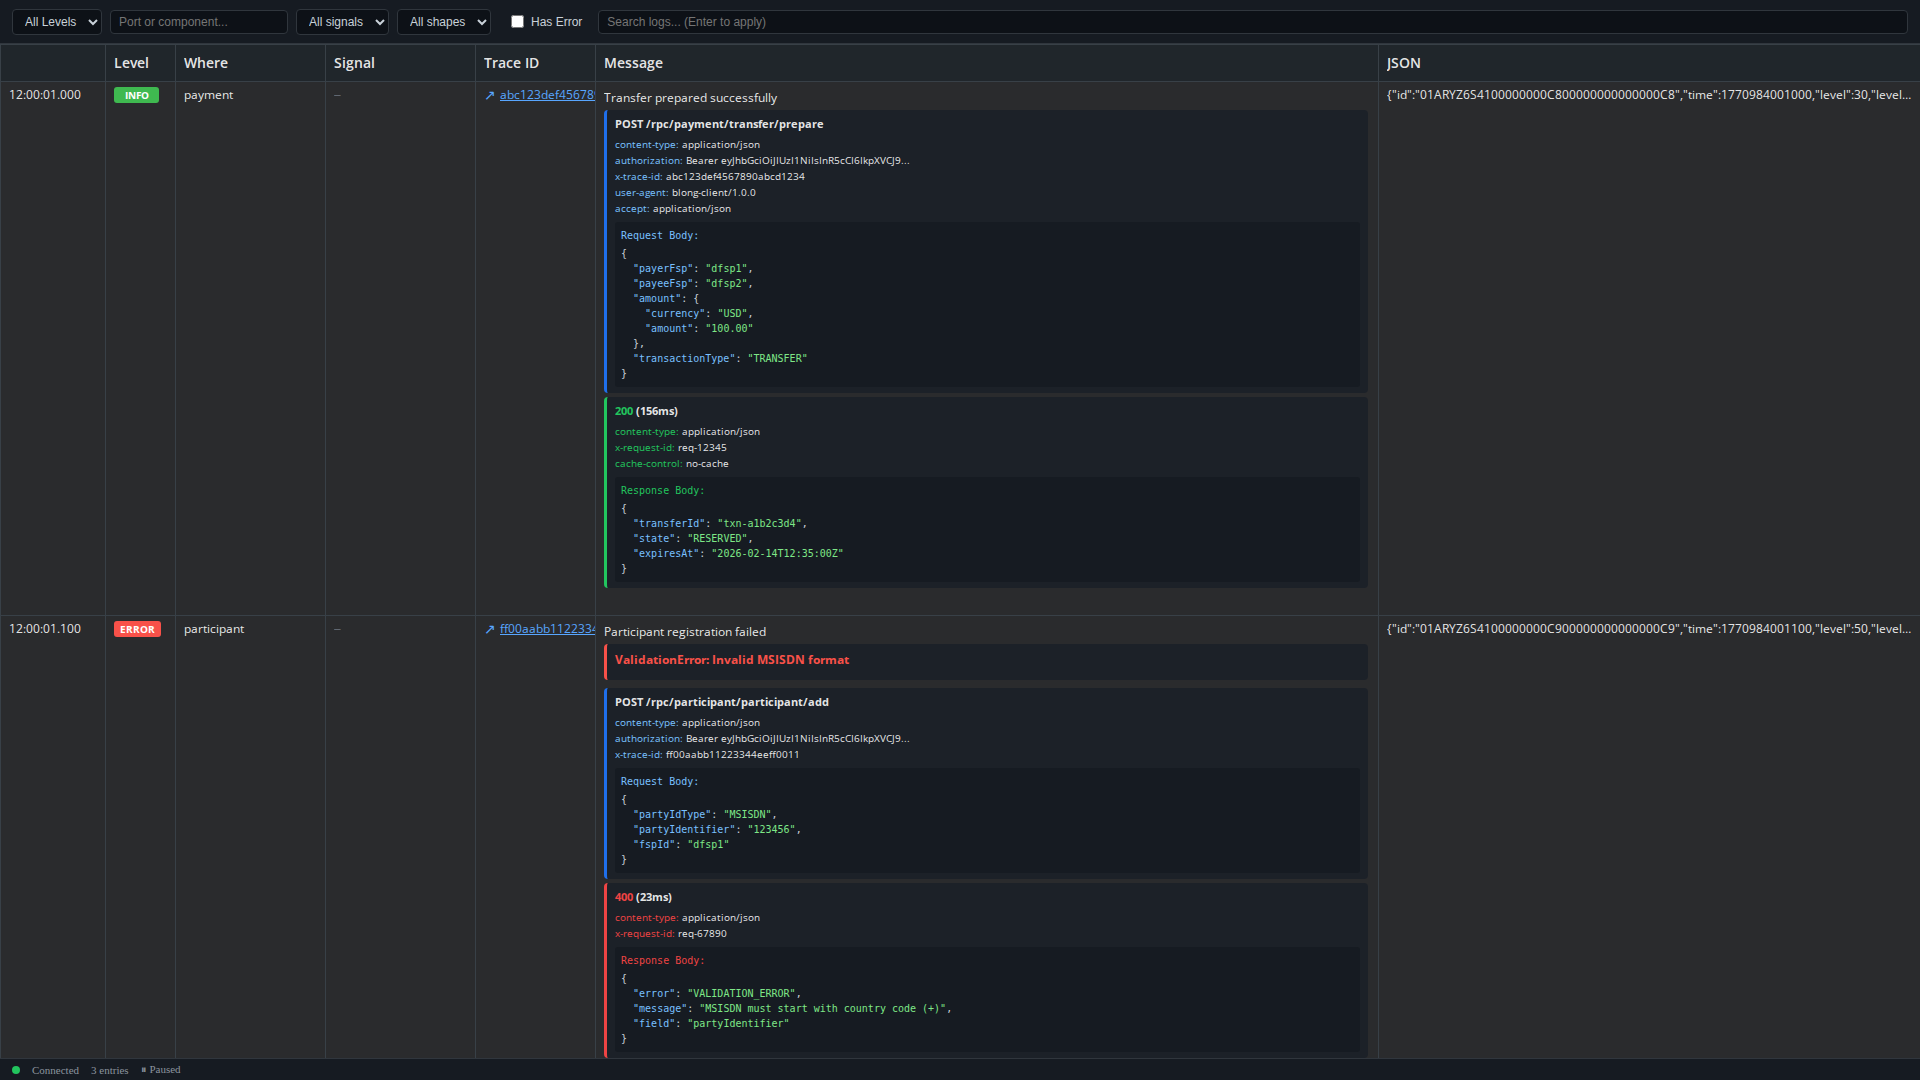 All Levels
Port or component...
All signals
All shapes
Has Error
Search logs... (Enter to apply)
Level
Where
Signal
Trace ID
Message
JSON
12:00:01.000
INFO
payment
–
↗ abc123def45678
Transfer prepared successfully
POST /rpc/payment/transfer/prepare
content-type: application/json
authorization: Bearer eyJhbGciOiJIUzI1NiIsInR5cCI6IkpXVCJ9...
x-trace-id: abc123def4567890abcd1234
user-agent: blong-client/1.0.0
accept: application/json
Request Body:
{
"payerFsp": "dfsp1",
"payeeFsp": "dfsp2",
"amount": {
"currency": "USD",
"amount": "100.00"
},
"transactionType": "TRANSFER"
}
200 (156ms)
content-type: application/json
x-request-id: req-12345
cache-control: no-cache
Response Body:
{
"transferId": "txn-a1b2c3d4",
"state": "RESERVED",
"expiresAt": "2026-02-14T12:35:00Z"
}
{"id":"01ARYZ6S4100000000C800000000000000C8","time":1770984001000,"level":30,"level...
12:00:01.100
ERROR
participant
–
↗ ff00aabb1122334
Participant registration failed
ValidationError: Invalid MSISDN format
POST /rpc/participant/participant/add
content-type: application/json
authorization: Bearer eyJhbGciOiJIUzI1NiIsInR5cCI6IkpXVCJ9...
x-trace-id: ff00aabb11223344eeff0011
Request Body:
{
"partyIdType": "MSISDN",
"partyIdentifier": "123456",
"fspId": "dfsp1"
}
400 (23ms)
content-type: application/json
x-request-id: req-67890
Response Body:
{
"error": "VALIDATION_ERROR",
"message": "MSISDN must start with country code (+)",
"field": "partyIdentifier"
}
{"id":"01ARYZ6S4100000000C900000000000000C9","time":1770984001100,"level":50,"level...
Connected
3 entries
⏸ Paused